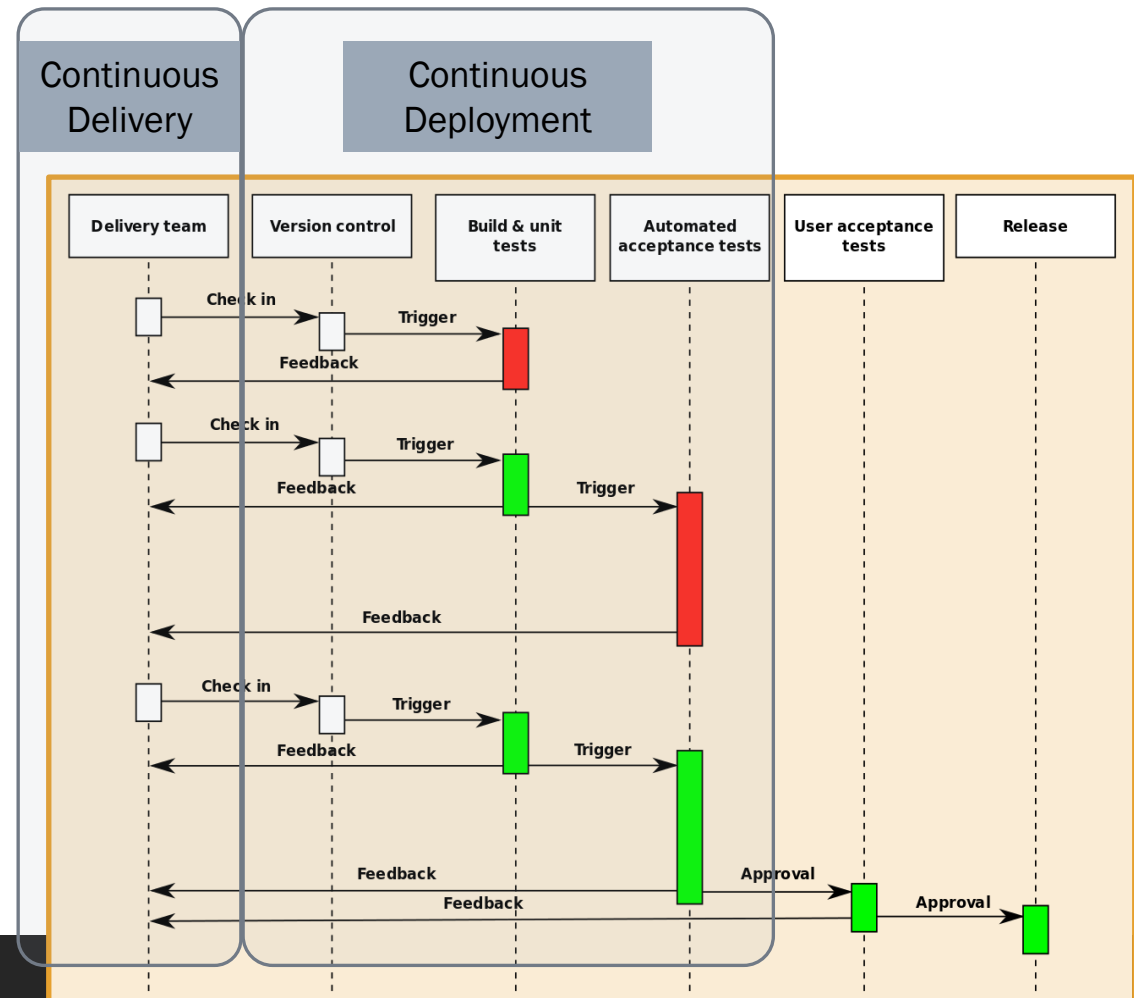 Continuous
Delivery
Continuous
Deployment
Delivery team
Version control
Build & unit
tests
Automated
acceptance tests
User acceptance
tests
Release
Check in
Trigger
Feedback
Check in
Trigger
Feedback
Trigger
Feedback
Check in
Trigger
Feedback
Trigger
Feedback
Approval
Feedback
Approval